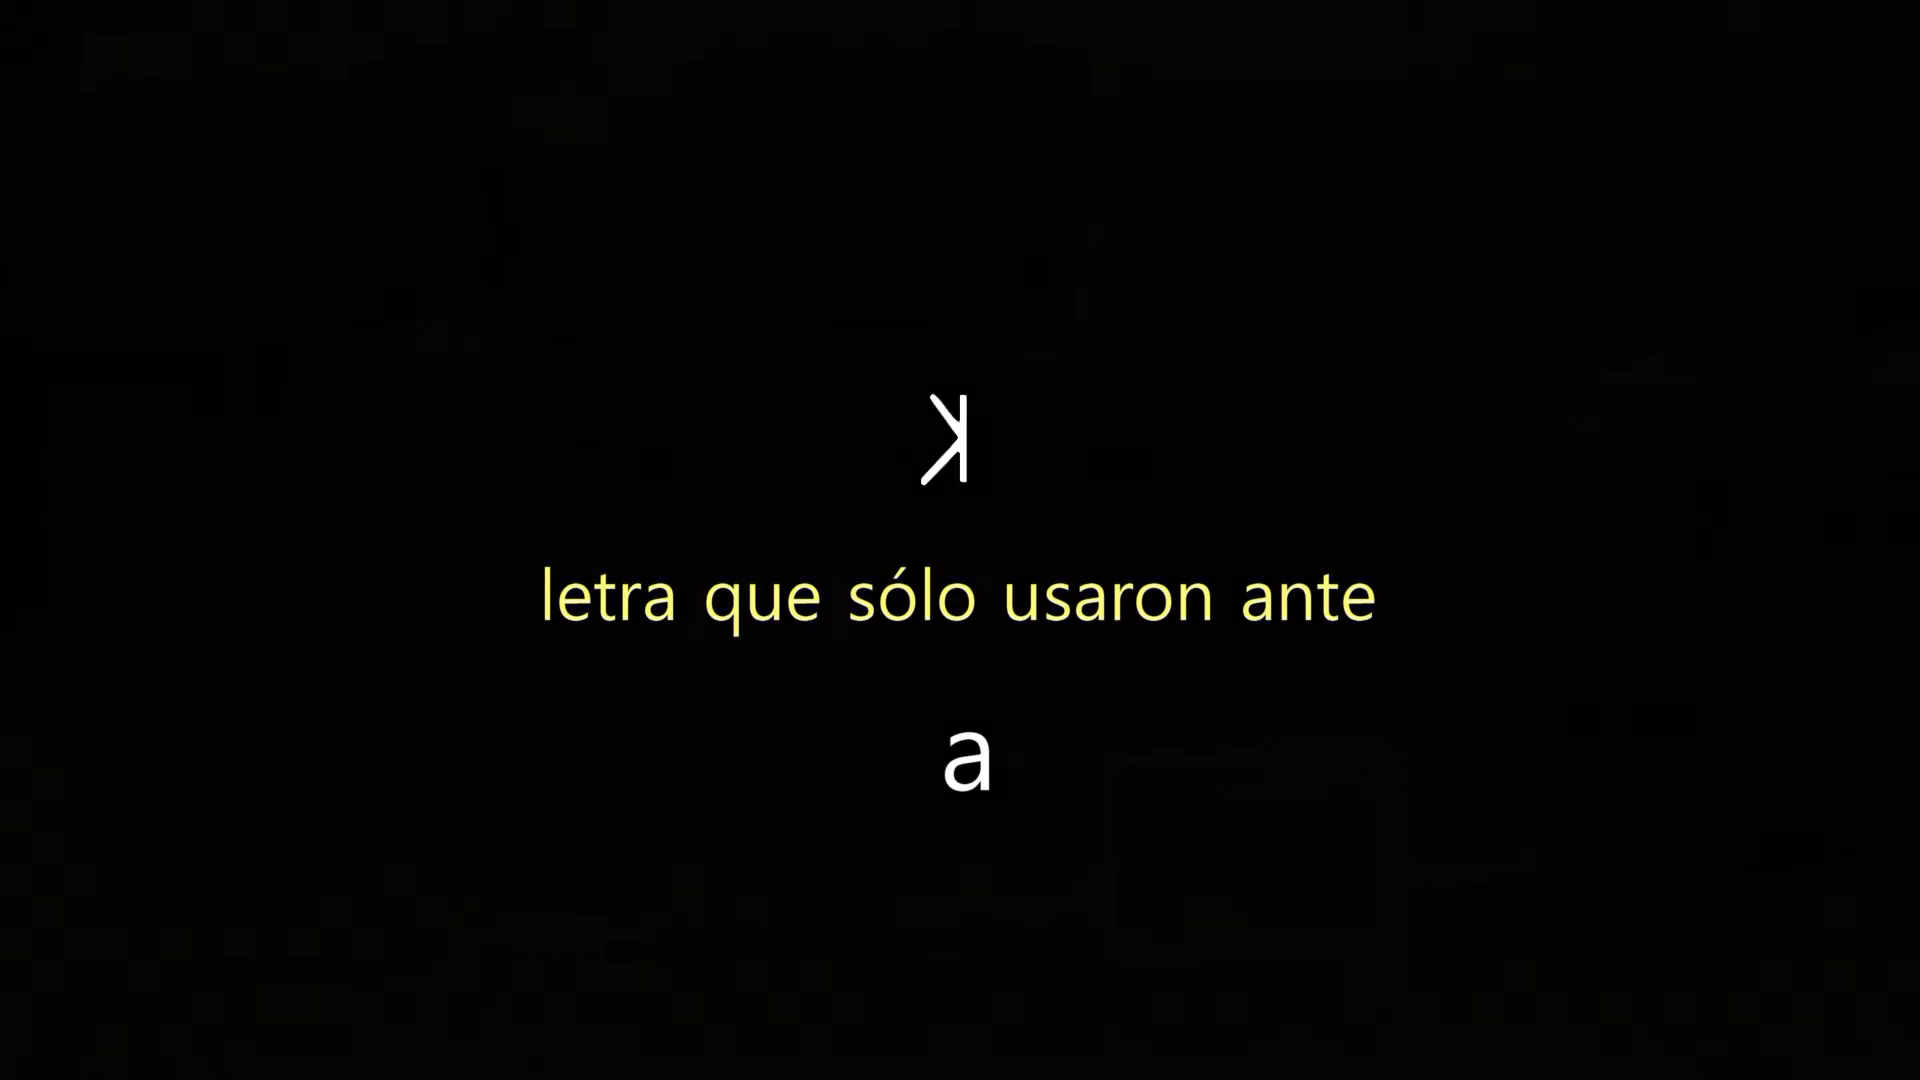 𐌊
letra que sólo usaron ante
a